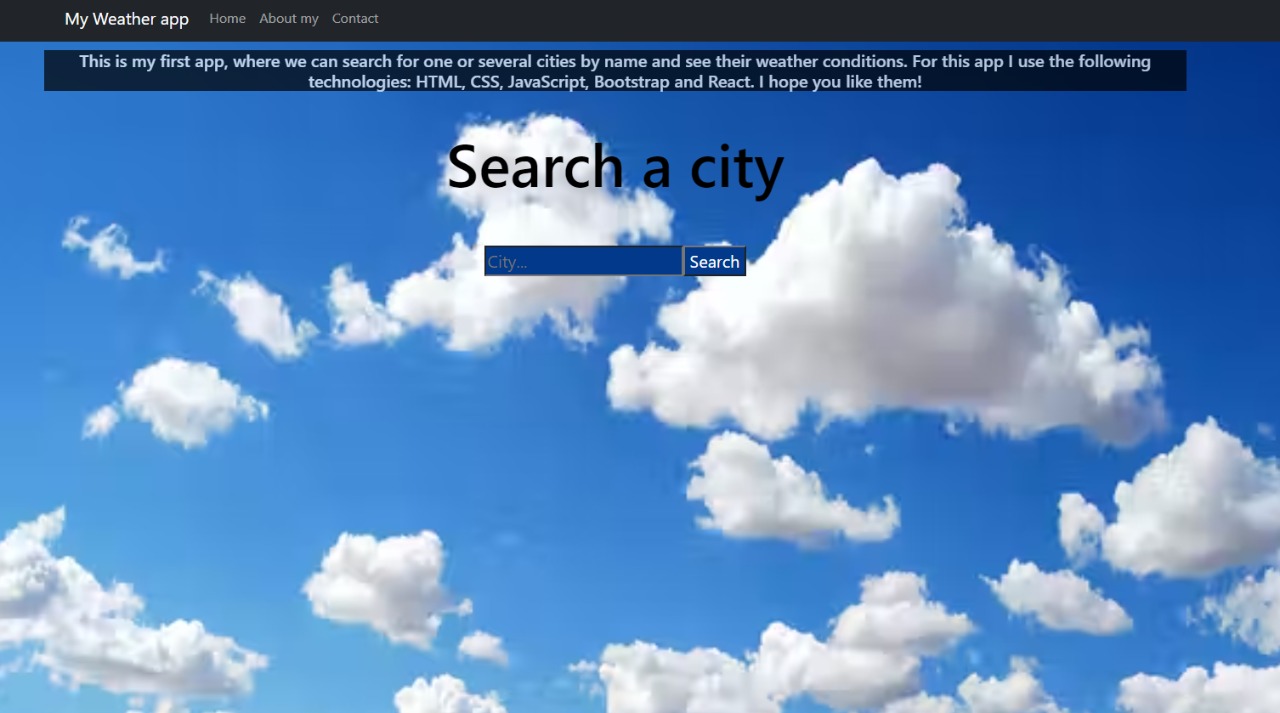 My Weather app Home About my Contact
This is my first app, where we can search for one or several cities by name and see their weather conditions. For this app I use the following
technologies: HTML, CSS, JavaScript, Bootstrap and React. I hope you like them!
Search a city
City... Search